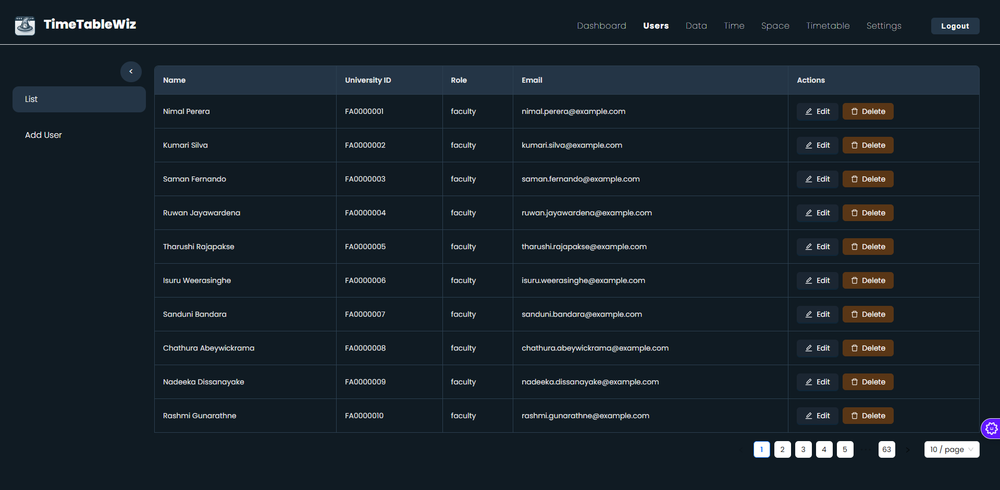 TimeTableWiz
Dashboard Users Data Time Space Timetable Settings Logout
List
Add User
Name University ID Role Email Actions
Nimal Perera FA0000001 faculty nimal.perera@example.com Edit Delete
Kumari Silva FA0000002 faculty kumari.silva@example.com Edit Delete
Saman Fernando FA0000003 faculty saman.fernando@example.com Edit Delete
Ruwan Jayawardena FA0000004 faculty ruwan.jayawardena@example.com Edit Delete
Tharushi Rajapakse FA0000005 faculty tharushi.rajapakse@example.com Edit Delete
Isuru Weerasinghe FA0000006 faculty isuru.weerasinghe@example.com Edit Delete
Sanduni Bandara FA0000007 faculty sanduni.bandara@example.com Edit Delete
Chathura Abeywickrama FA0000008 faculty chathura.abeywickrama@example.com Edit Delete
Nadeeka Dissanayake FA0000009 faculty nadeeka.dissanayake@example.com Edit Delete
Rashmi Gunarathne FA0000010 faculty rashmi.gunarathne@example.com Edit Delete
1 2 3 4 5 ••• 63 10 / page